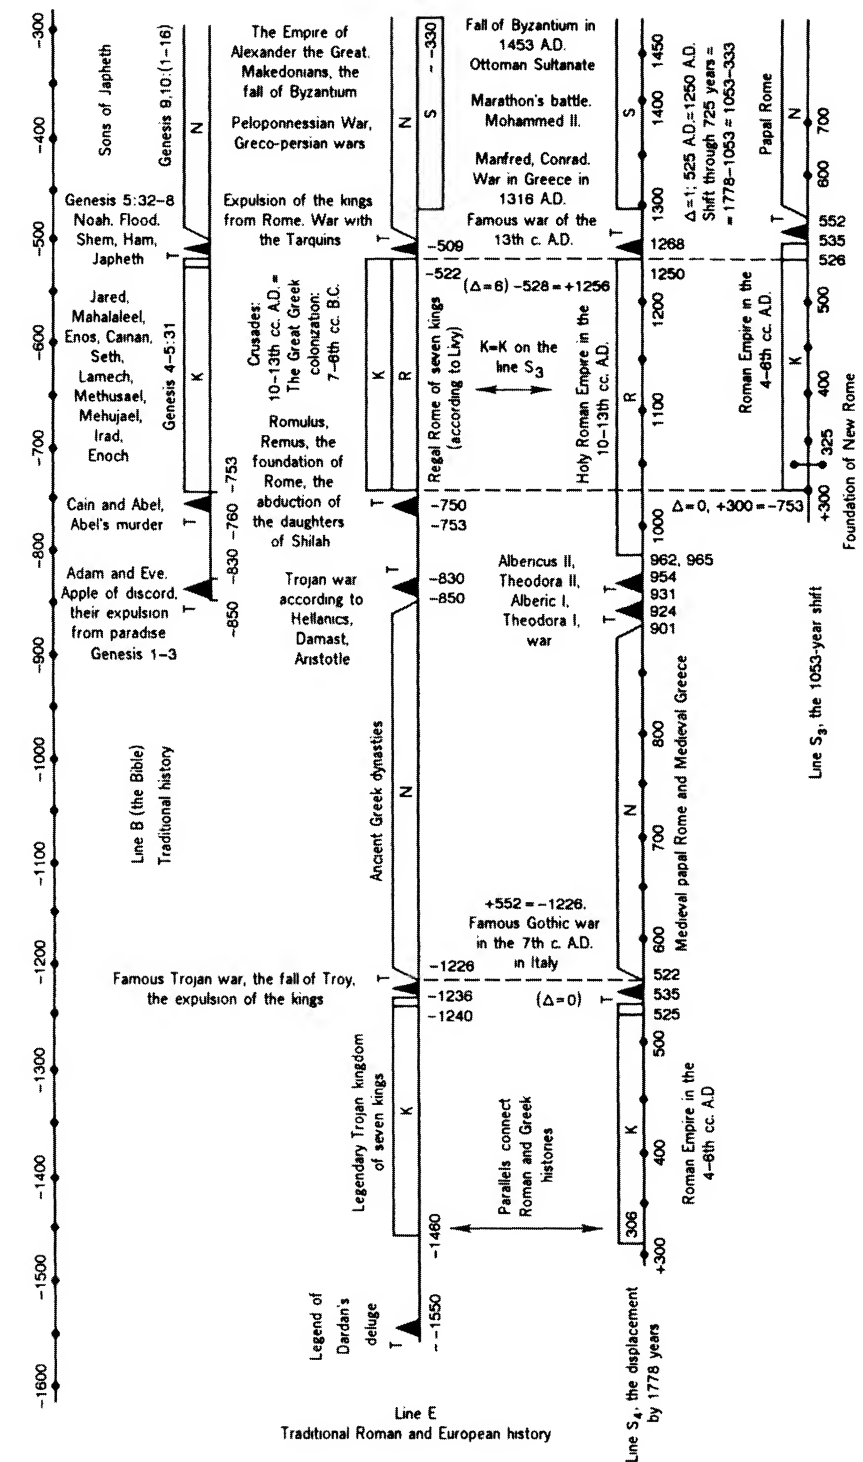 -300
-400
-500
-600
-700
-800
-900
-1000
-1100
-1200
-1300
-1400
-1500
-1600
Sons of Japheth
Genesis 9,10:(1-16)
N
Genesis 5:32-8
Noah. Flood.
Shem, Ham,
Japheth
T
Jared,
Mahalaleel,
Enos, Cainan,
Seth,
Lamech,
Methusael,
Mehujael,
Irad,
Enoch
Genesis 4-5:31
K
Cain and Abel,
Abel's murder
T
-760 -753
Adam and Eve.
Apple of discord,
their expulsion
from paradise
Genesis 1-3
T
-850 -830
Line B (the Bible)
Traditional history
The Empire of
Alexander the Great.
Makedonians, the
fall of Byzantium
Peloponnessian War,
Greco-persian wars
Expulsion of the kings
from Rome. War with
the Tarquins
Crusades:
10-13th cc. A.D. =
The Great Greek
colonization:
7-6th cc. B.C.
Romulus,
Remus, the
foundation of
Rome, the
abduction of
the daughters
of Shilah
Trojan war
according to
Hellanics,
Damast,
Aristotle
Ancient Greek dynasties
Famous Trojan war, the fall of Troy,
the expulsion of the kings
Legendary Trojan kingdom
of seven kings
Legend of
Dardan's
deluge
N
S
~ -330
T
-509
-522
K
R
Regal Rome of seven kings
(according to Livy)
T
-750
-753
T
-830
-850
N
-1226
T
-1236
-1240
K
-1460
T
~ -1550
Line E
Traditional Roman and European history
Fall of Byzantium in
1453 A.D.
Ottoman Sultanate
Marathon's battle.
Mohammed II.
Manfred, Conrad.
War in Greece in
1316 A.D.
Famous war of the
13th c. A.D.
(Δ=6) -528 = +1256
K=K on the
line S3
Holy Roman Empire in the
10-13th cc. A.D.
Albericus II,
Theodora II,
Alberic I,
Theodora I,
war
+552 = -1226.
Famous Gothic war
in the 7th c. A.D.
in Italy
(Δ=0)
Parallels connect
Roman and Greek
histories
S
1450
1400
1300
T
1268
1250
1200
R
1100
1000
962, 965
954
T
931
924
T
901
800
N
700
600
522
535
T
525
500
K
400
306
+300
Medieval papal Rome and Medieval Greece
Roman Empire in the
4-6th cc. A.D
Line S4, the displacement
by 1778 years
Δ=1; 525 A.D.=1250 A.D.
Shift through 725 years =
= 1778-1053 = 1053-333
Papal Rome
N
700
600
T
552
535
526
500
Roman Empire in the
4-6th cc. A.D.
K
400
325
+300
Δ=0, +300 = -753
Foundation of New Rome
Line S3, the 1053-year shift